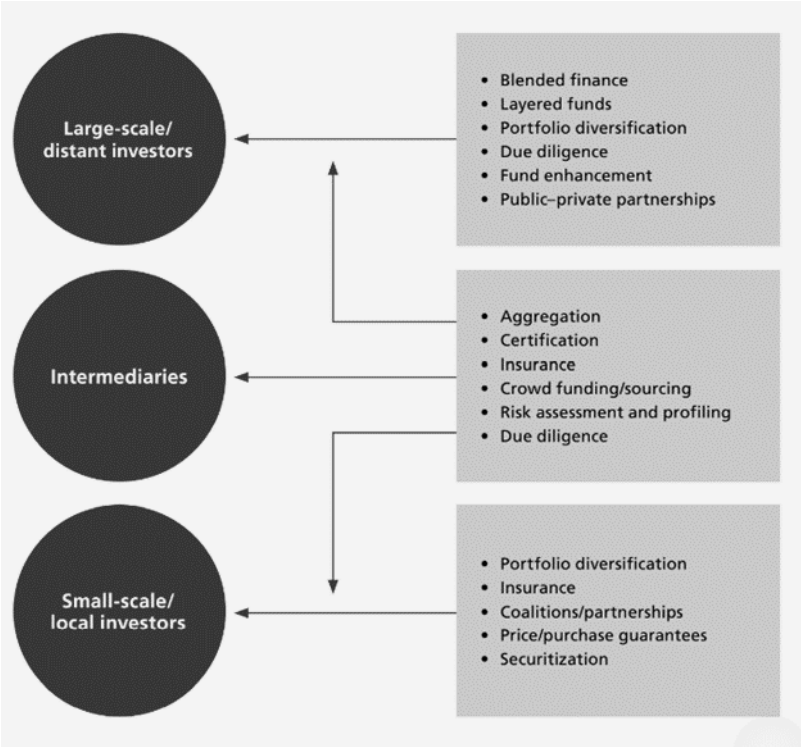 Large-scale/
distant investors
• Blended finance
• Layered funds
• Portfolio diversification
• Due diligence
• Fund enhancement
• Public–private partnerships
Intermediaries
• Aggregation
• Certification
• Insurance
• Crowd funding/sourcing
• Risk assessment and profiling
• Due diligence
Small-scale/
local investors
• Portfolio diversification
• Insurance
• Coalitions/partnerships
• Price/purchase guarantees
• Securitization